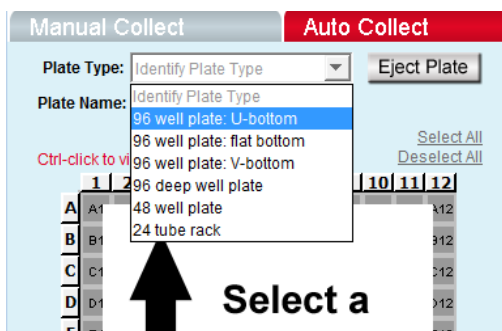 Manual Collect Auto Collect
Plate Type: Identify Plate Type Eject Plate
Plate Name: Identify Plate Type
96 well plate: U-bottom
96 well plate: flat bottom
Select All
Ctrl-click to vi 96 well plate: V-bottom Deselect All
96 deep well plate
1 2 10 11 12
48 well plate
A A1 A12
24 tube rack
B B1 B12
C C1 C12
D D1 D12
Select a